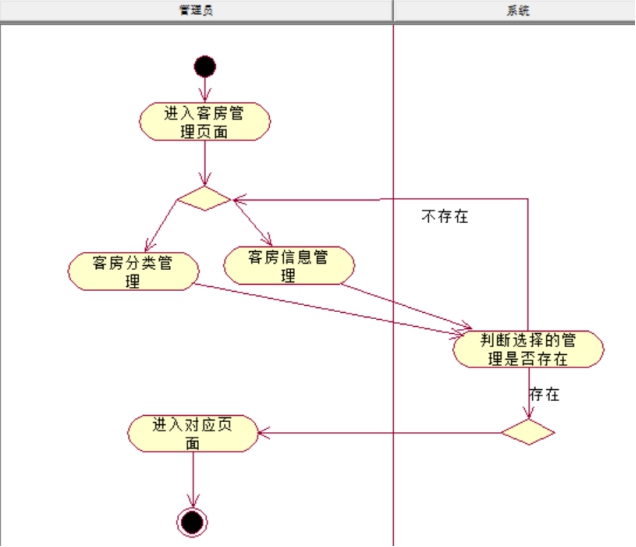 管理员
系统
进入客房管
理页面
不存在
客房分类管
理
客房信息管
理
判断选择的管
理是否存在
存在
进入对应页
面